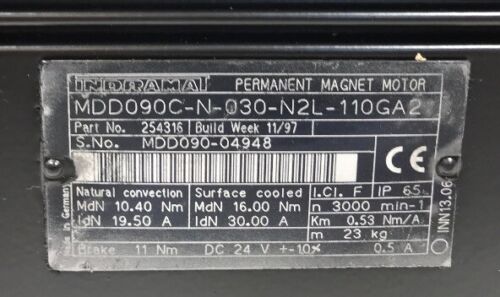 INDRAMAT PERMANENT MAGNET MOTOR
MDD090C-N-030-N2L-110GA2
Part No. 254316 Build Week 11/97
S.No. MDD090-04948
CE
Natural convection Surface cooled I.Cl. F IP 65
MdN 10.40 Nm MdN 16.00 Nm n 3000 min-1
IdN 19.50 A IdN 30.00 A Km 0.53 Nm/A
m 23 kg
Brake 11 Nm DC 24 V +-10% 0.5 A
Made in Germany
INN13.06